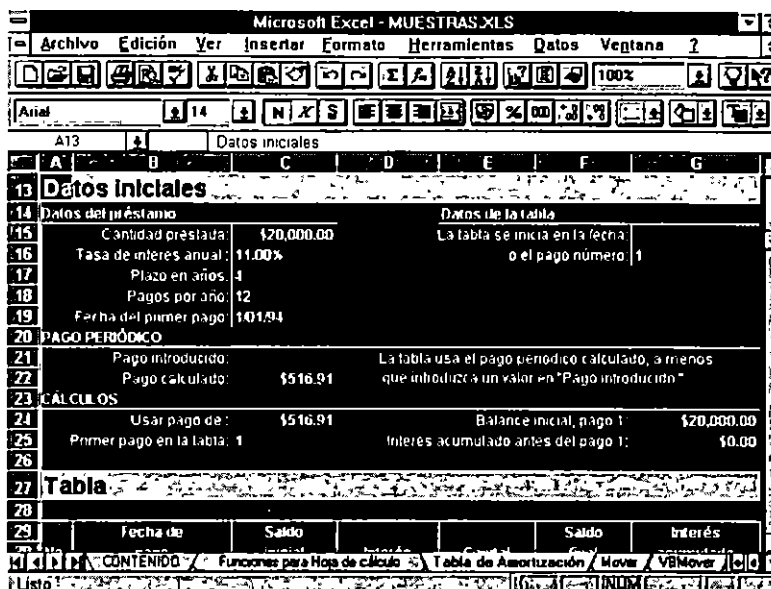 Microsoft Excel - MUESTRAS.XLS
Archivo Edición Ver Insertar Formato Herramientas Datos Ventana ?
100%
Arial 14 N X S %
A13 Datos iniciales
A B C D E F G
13 Datos iniciales
14 Datos del préstamo Datos de la tabla
15 Cantidad prestada: $20,000.00 La tabla se inicia en la fecha:
16 Tasa de interés anual: 11.00% o el pago número: 1
17 Plazo en años: 4
18 Pagos por año: 12
19 Fecha del primer pago: 1/01/94
20 PAGO PERIÓDICO
21 Pago introducido: La tabla usa el pago periódico calculado, a menos
22 Pago calculado: $516.91 que introduzca un valor en "Pago introducido."
23 CÁLCULOS
24 Usar pago de: $516.91 Balance inicial, pago 1: $20,000.00
25 Primer pago en la tabla: 1 Interés acumulado antes del pago 1: $0.00
26
27 Tabla
28
29 Fecha de Saldo Saldo Interés
CONTENIDO Funciones para Hoja de cálculo Tabla de Amortización Mover VBMover
Listo NUM